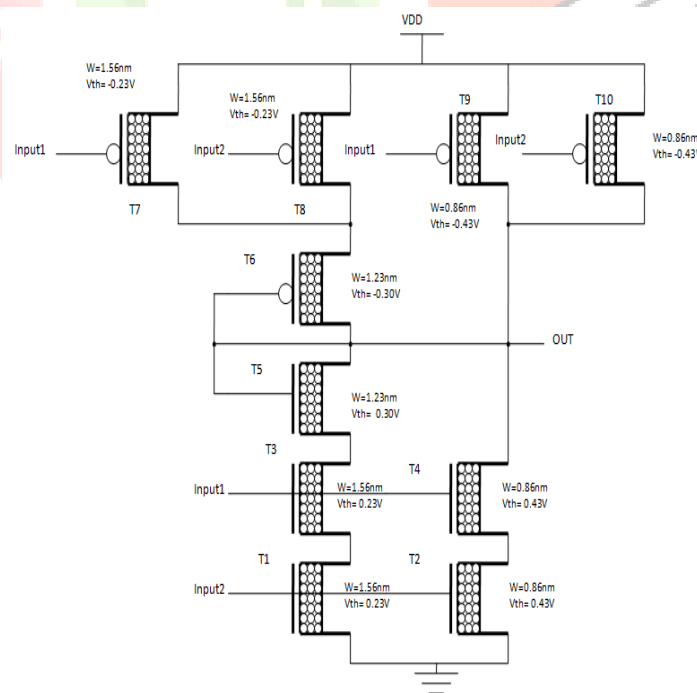 VDD
W=1.56nm
Vth= -0.23V
W=1.56nm
Vth= -0.23V
T9
T10
Input1
Input2
Input1
Input2
W=0.86nm
Vth= -0.43V
T7
T8
W=0.86nm
Vth= -0.43V
T6
W=1.23nm
Vth= -0.30V
OUT
T5
W=1.23nm
Vth= 0.30V
T3
T4
Input1
W=1.56nm
Vth= 0.23V
W=0.86nm
Vth= 0.43V
T1
T2
Input2
W=1.56nm
Vth= 0.23V
W=0.86nm
Vth= 0.43V